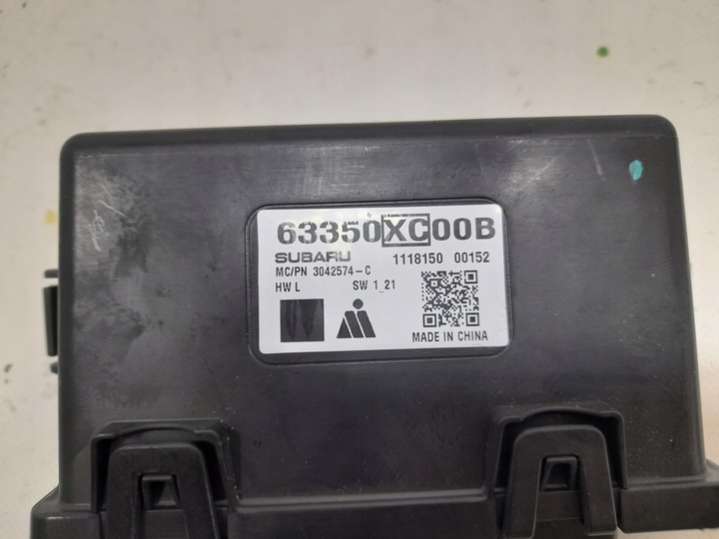 63350XC00B
SUBARU 1118150 00152
MC/PN 3042574-C
HW L SW 1_21
MADE IN CHINA